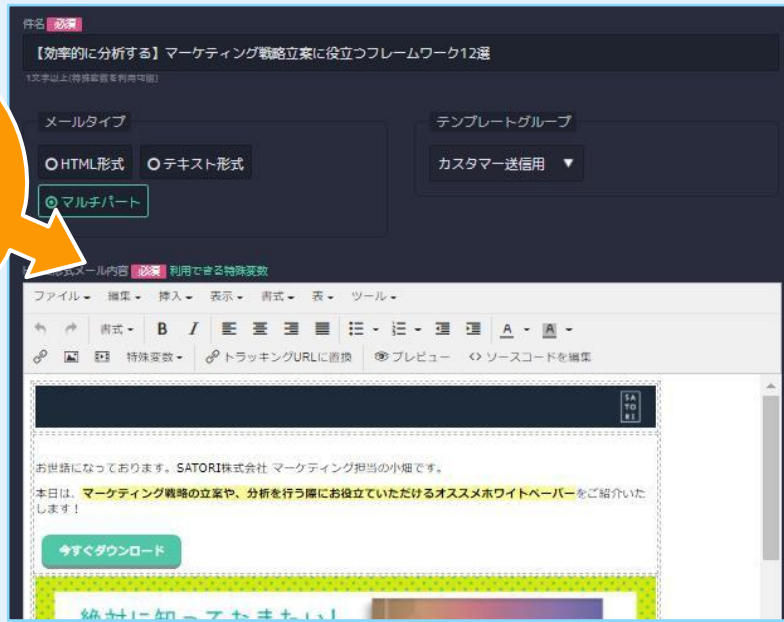 件名 必須
【効率的に分析する】マーケティング戦略立案に役立つフレームワーク12選
1文字以上(特殊変数を利用可能)
メールタイプ
テンプレートグループ
HTML形式 テキスト形式
カスタマー送信用 ▼
マルチパート
形式メール内容 必須 利用できる特殊変数
ファイル 編集 挿入 表示 書式 表 ツール
書式 B I A A
特殊変数 トラッキングURLに置換 プレビュー <> ソースコードを編集
SA
TO
RI
お世話になっております。SATORI株式会社 マーケティング担当の小畑です。
本日は、マーケティング戦略の立案や、分析を行う際にお役立ていただけるオススメホワイトペーパーをご紹介いた
します！
今すぐダウンロード
絶対に知っておきたい!